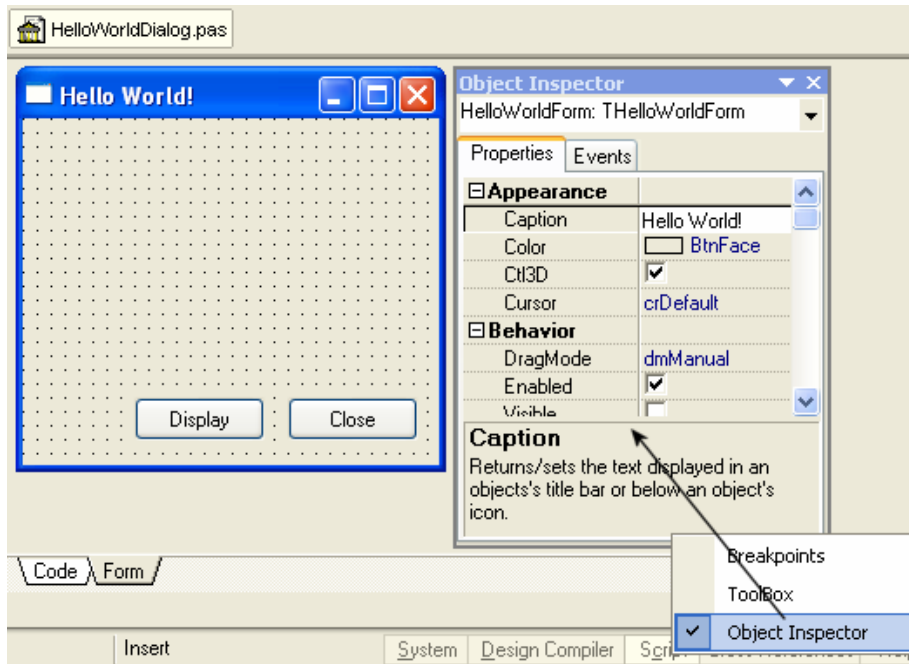 HelloWorldDialog.pas
Hello World!
Object Inspector
HelloWorldForm: THelloWorldForm
Properties Events
Appearance
Caption Hello World!
Color BtnFace
Ctl3D
Cursor crDefault
Behavior
DragMode dmManual
Enabled
Visible
Display Close
Caption
Returns/sets the text displayed in an
objects's title bar or below an object's
icon.
Code Form
Breakpoints
ToolBox
Object Inspector
Insert System Design Compiler